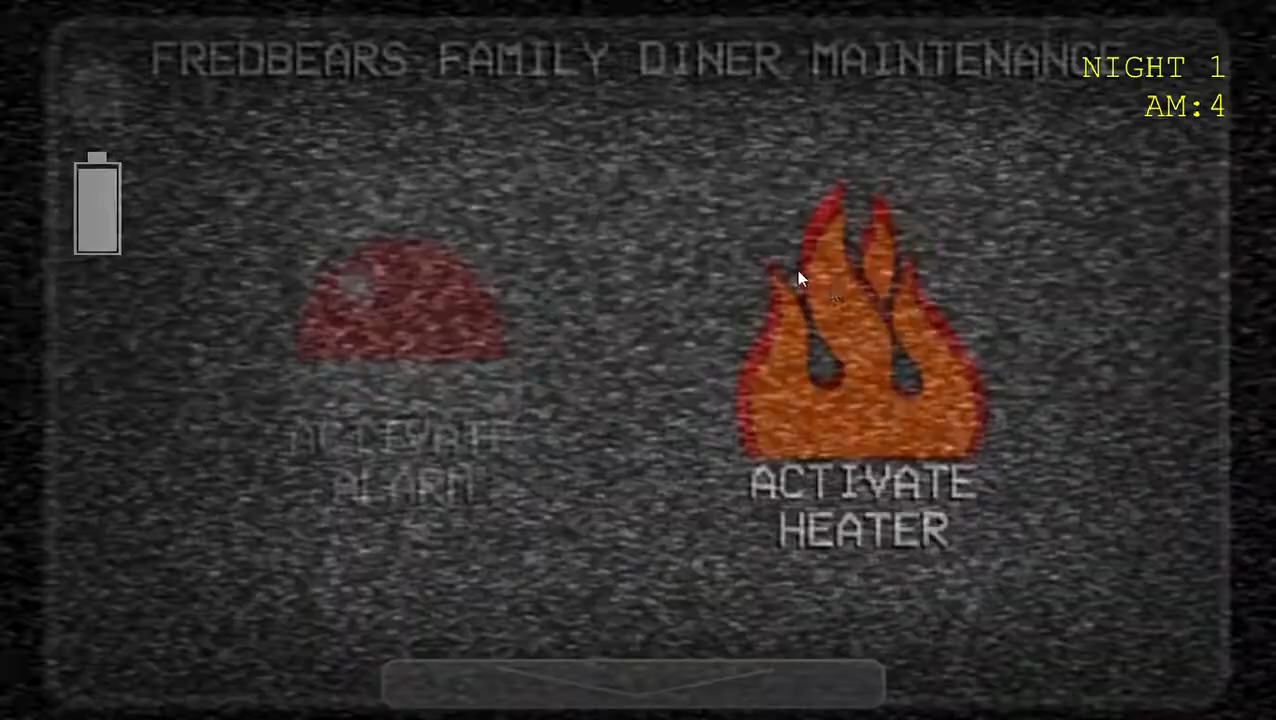 FREDBEARS FAMILY DINER MAINTENANCE
NIGHT 1
AM:4
ACTIVATE
ALARM
ACTIVATE
HEATER